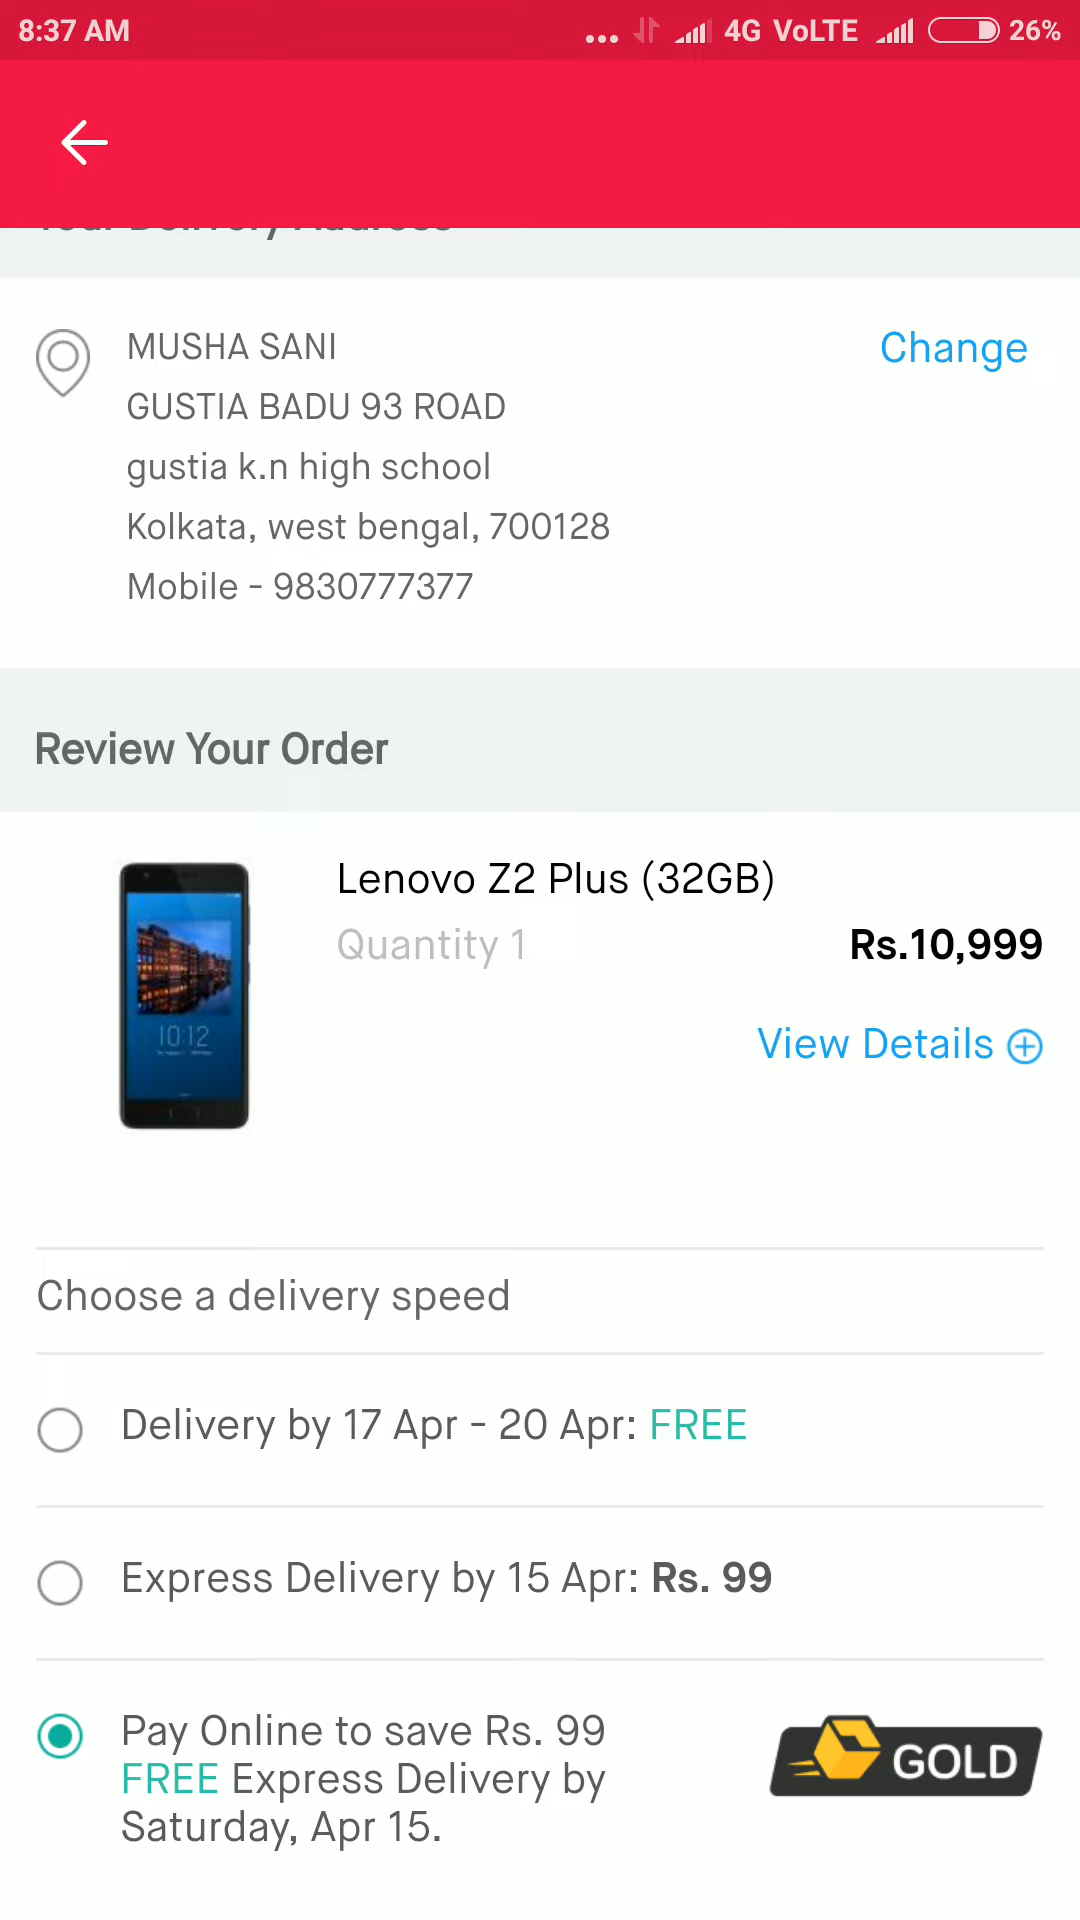 8:37 AM
... 4G VoLTE 26%
Your Delivery Address
MUSHA SANI
Change
GUSTIA BADU 93 ROAD
gustia k.n high school
Kolkata, west bengal, 700128
Mobile - 9830777377
Review Your Order
Lenovo Z2 Plus (32GB)
Quantity 1
Rs.10,999
10:12
View Details
Choose a delivery speed
Delivery by 17 Apr - 20 Apr: FREE
Express Delivery by 15 Apr: Rs. 99
Pay Online to save Rs. 99
FREE Express Delivery by
Saturday, Apr 15.
GOLD